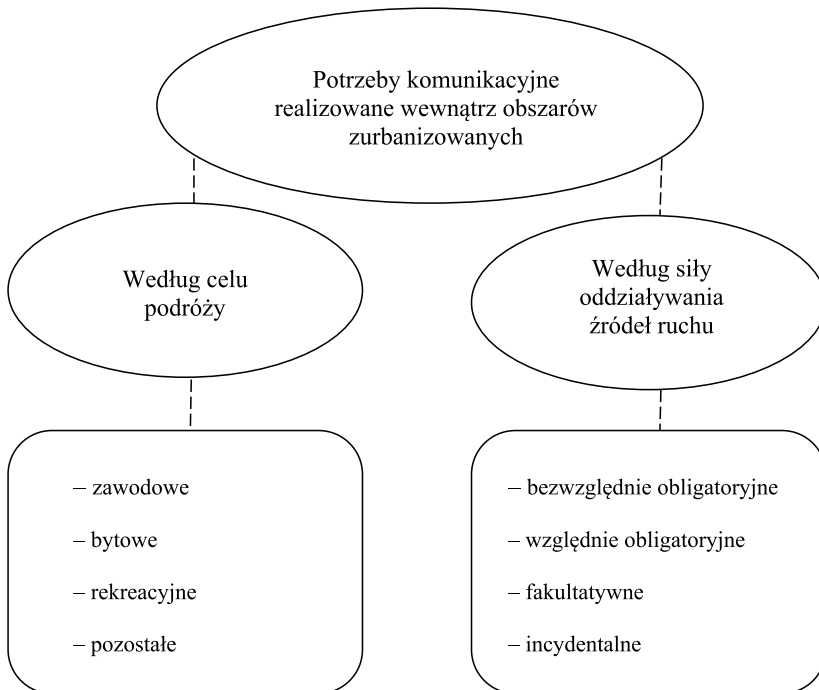 Potrzeby komunikacyjne
realizowane wewnątrz obszarów
zurbanizowanych
Według celu
podróży
Według siły
oddziaływania
źródeł ruchu
– zawodowe
– bytowe
– rekreacyjne
– pozostałe
– bezwzględnie obligatoryjne
– względnie obligatoryjne
– fakultatywne
– incydentalne